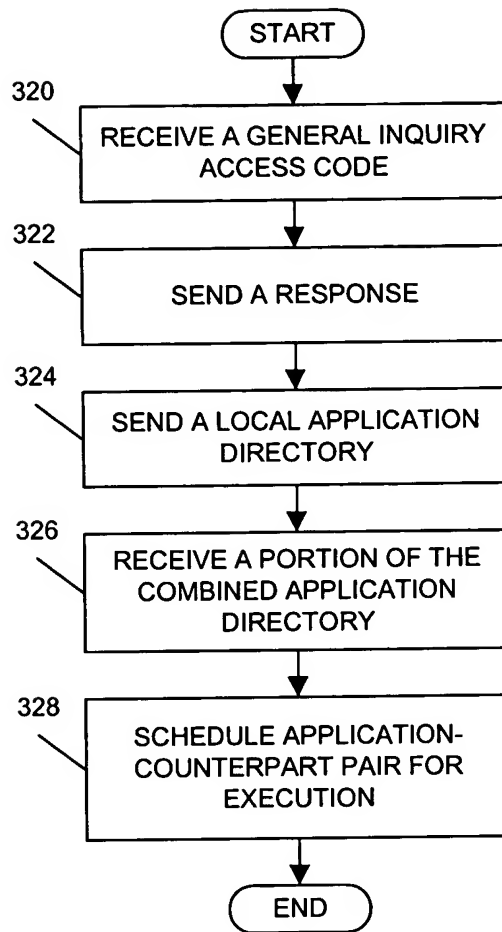 START
320
RECEIVE A GENERAL INQUIRY
ACCESS CODE
322
SEND A RESPONSE
324
SEND A LOCAL APPLICATION
DIRECTORY
326
RECEIVE A PORTION OF THE
COMBINED APPLICATION
DIRECTORY
328
SCHEDULE APPLICATION-
COUNTERPART PAIR FOR
EXECUTION
END